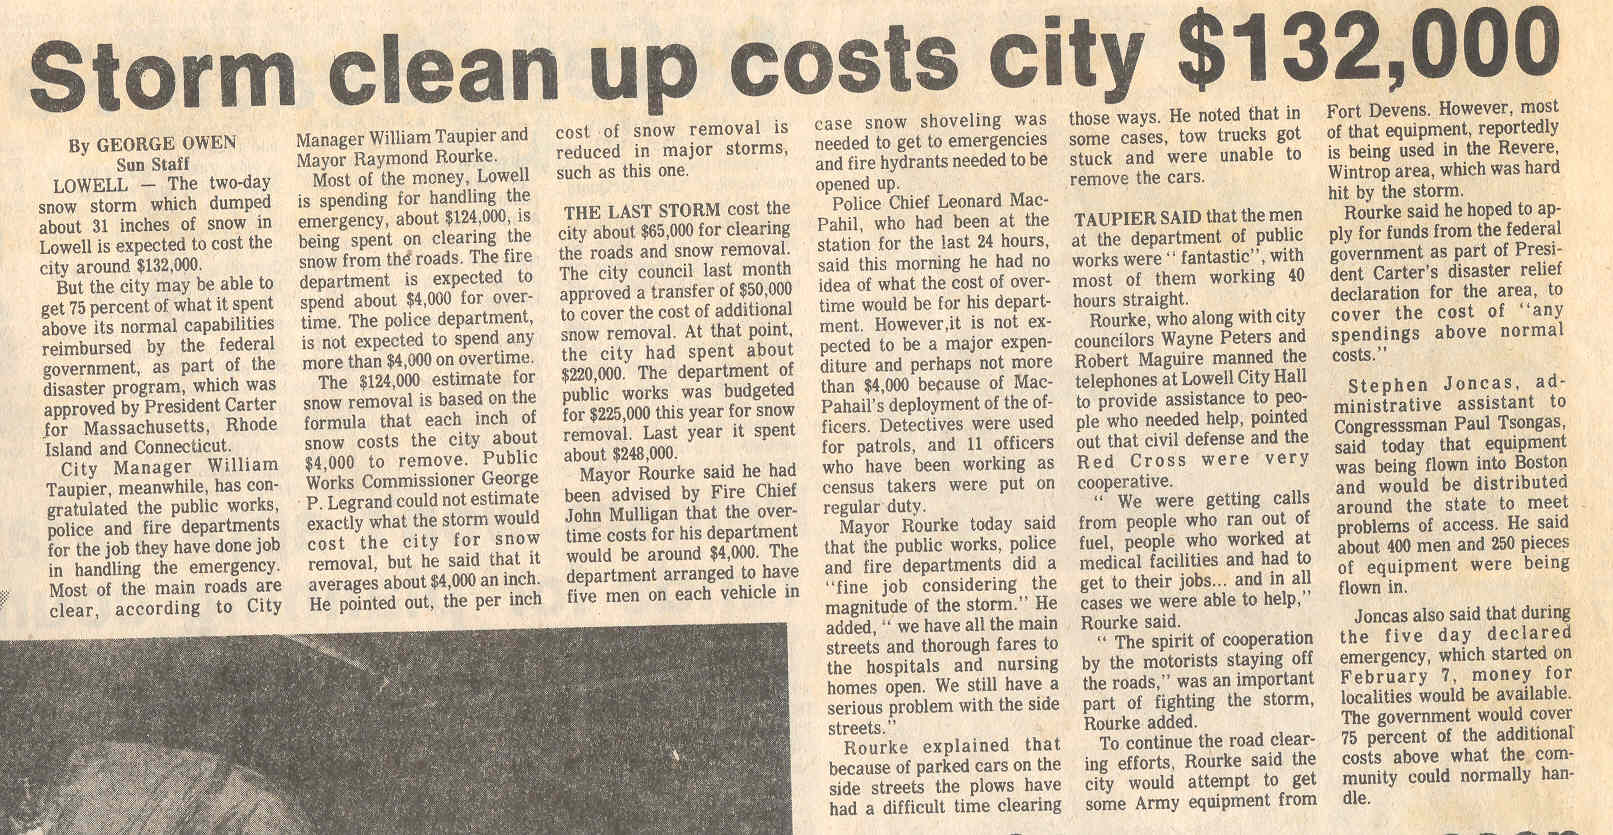 Storm clean up costs city $132,000
By GEORGE OWEN
Sun Staff
LOWELL — The two-day
snow storm which dumped
about 31 inches of snow in
Lowell is expected to cost the
city around $132,000.
But the city may be able to
get 75 percent of what it spent
above its normal capabilities
reimbursed by the federal
government, as part of the
disaster program, which was
approved by President Carter
for Massachusetts, Rhode
Island and Connecticut.
City Manager William
Taupier, meanwhile, has con-
gratulated the public works,
police and fire departments
for the job they have done job
in handling the emergency.
Most of the main roads are
clear, according to City
Manager William Taupier and
Mayor Raymond Rourke.
Most of the money, Lowell
is spending for handling the
emergency, about $124,000, is
being spent on clearing the
snow from the roads. The fire
department is expected to
spend about $4,000 for over-
time. The police department,
is not expected to spend any
more than $4,000 on overtime.
The $124,000 estimate for
snow removal is based on the
formula that each inch of
snow costs the city about
$4,000 to remove. Public
Works Commissioner George
P. Legrand could not estimate
exactly what the storm would
cost the city for snow
removal, but he said that it
averages about $4,000 an inch.
He pointed out, the per inch
cost of snow removal is
reduced in major storms,
such as this one.
THE LAST STORM cost the
city about $65,000 for clearing
the roads and snow removal.
The city council last month
approved a transfer of $50,000
to cover the cost of additional
snow removal. At that point,
the city had spent about
$220,000. The department of
public works was budgeted
for $225,000 this year for snow
removal. Last year it spent
about $248,000.
Mayor Rourke said he had
been advised by Fire Chief
John Mulligan that the over-
time costs for his department
would be around $4,000. The
department arranged to have
five men on each vehicle in
case snow shoveling was
needed to get to emergencies
and fire hydrants needed to be
opened up.
Police Chief Leonard Mac-
Pahil, who had been at the
station for the last 24 hours,
said this morning he had no
idea of what the cost of over-
time would be for his depart-
ment. However,it is not ex-
pected to be a major expen-
diture and perhaps not more
than $4,000 because of Mac-
Pahail's deployment of the of-
ficers. Detectives were used
for patrols, and 11 officers
who have been working as
census takers were put on
regular duty.
Mayor Rourke today said
that the public works, police
and fire departments did a
"fine job considering the
magnitude of the storm." He
added, " we have all the main
streets and thorough fares to
the hospitals and nursing
homes open. We still have a
serious problem with the side
streets."
Rourke explained that
because of parked cars on the
side streets the plows have
had a difficult time clearing
those ways. He noted that in
some cases, tow trucks got
stuck and were unable to
remove the cars.
TAUPIER SAID that the men
at the department of public
works were " fantastic", with
most of them working 40
hours straight.
Rourke, who along with city
councilors Wayne Peters and
Robert Maguire manned the
telephones at Lowell City Hall
to provide assistance to peo-
ple who needed help, pointed
out that civil defense and the
Red Cross were very
cooperative.
" We were getting calls
from people who ran out of
fuel, people who worked at
medical facilities and had to
get to their jobs... and in all
cases we were able to help,"
Rourke said.
" The spirit of cooperation
by the motorists staying off
the roads," was an important
part of fighting the storm,
Rourke added.
To continue the road clear-
ing efforts, Rourke said the
city would attempt to get
some Army equipment from
Fort Devens. However, most
of that equipment, reportedly
is being used in the Revere,
Wintrop area, which was hard
hit by the storm.
Rourke said he hoped to ap-
ply for funds from the federal
government as part of Presi-
dent Carter's disaster relief
declaration for the area, to
cover the cost of "any
spendings above normal
costs."
Stephen Joncas, ad-
ministrative assistant to
Congresssman Paul Tsongas,
said today that equipment
was being flown into Boston
and would be distributed
around the state to meet
problems of access. He said
about 400 men and 250 pieces
of equipment were being
flown in.
Joncas also said that during
the five day declared
emergency, which started on
February 7, money for
localities would be available.
The government would cover
75 percent of the additional
costs above what the com-
munity could normally han-
dle.